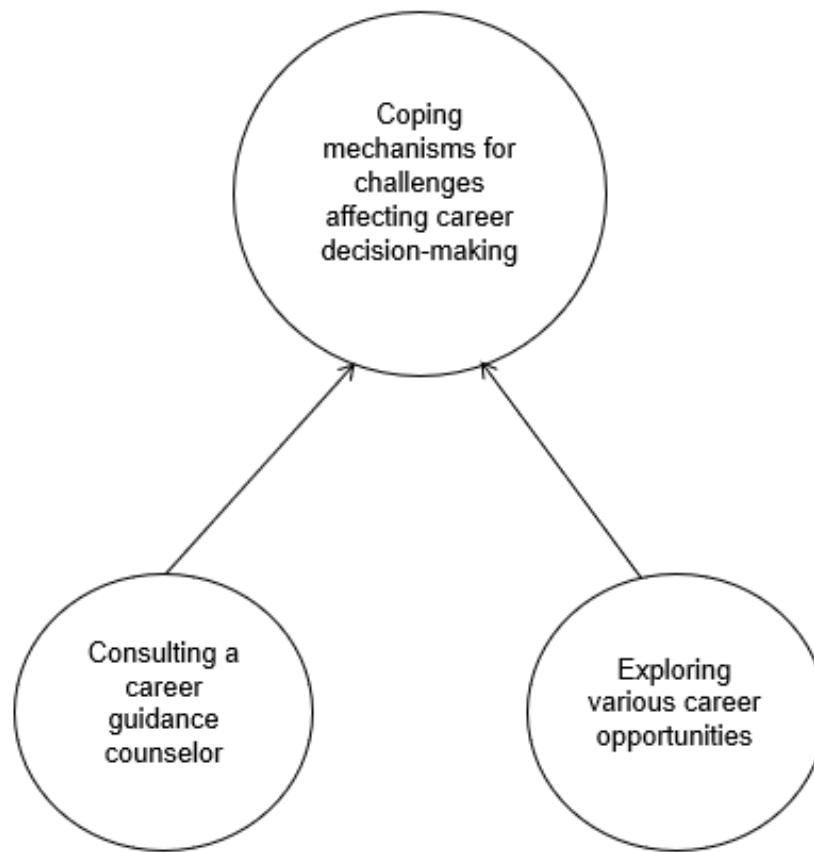 Coping
mechanisms for
challenges
affecting career
decision-making
Consulting a
career
guidance
counselor
Exploring
various career
opportunities